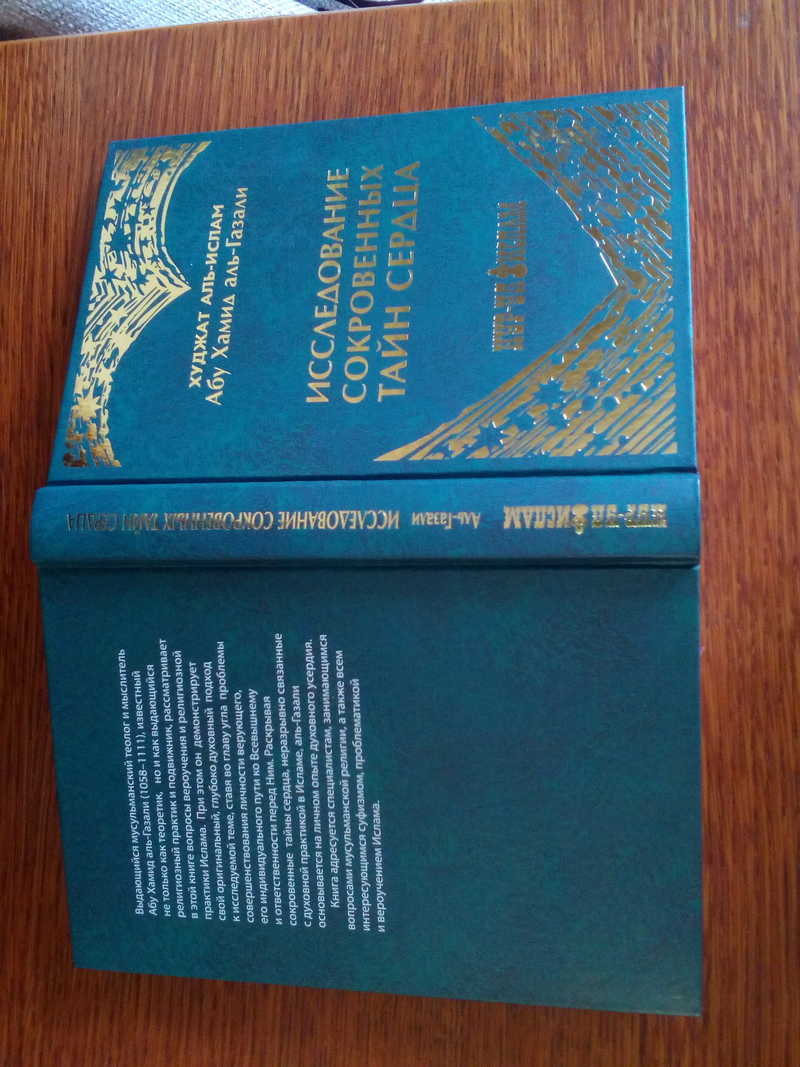 ХУДЖАТ АЛЬ-ИСЛАМ
Абу Хамид аль-Газали
ИССЛЕДОВАНИЕ
СОКРОВЕННЫХ
ТАЙН СЕРДЦА
НУР-УЛ ИСЛАМ
Аль-Газали ИССЛЕДОВАНИЕ СОКРОВЕННЫХ ТАЙН СЕРДЦА
НУР-УЛ ИСЛАМ
Выдающийся мусульманский теолог и мыслитель
Абу Хамид аль-Газали (1058–1111), известный
не только как теоретик, но и как выдающийся
религиозный практик и подвижник, рассматривает
в этой книге вопросы вероучения и религиозной
практики Ислама. При этом он демонстрирует
свой оригинальный, глубоко духовный подход
к исследуемой теме, ставя во главу угла проблемы
совершенствования личности верующего,
его индивидуального пути ко Всевышнему
и ответственности перед Ним. Раскрывая
сокровенные тайны сердца, неразрывно связанные
с духовной практикой в Исламе, аль-Газали
основывается на личном опыте духовного усердия.
Книга адресуется специалистам, занимающимся
вопросами мусульманской религии, а также всем
интересующимся суфизмом, проблематикой
и вероучением Ислама.